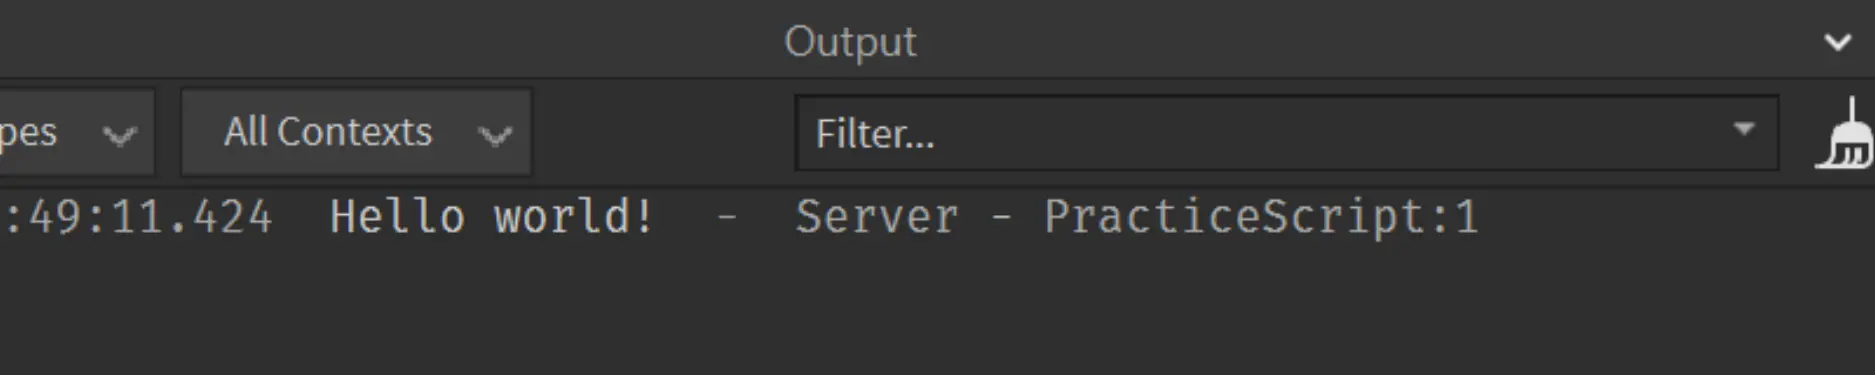 Output
pes All Contexts Filter...
:49:11.424 Hello world! - Server - PracticeScript:1